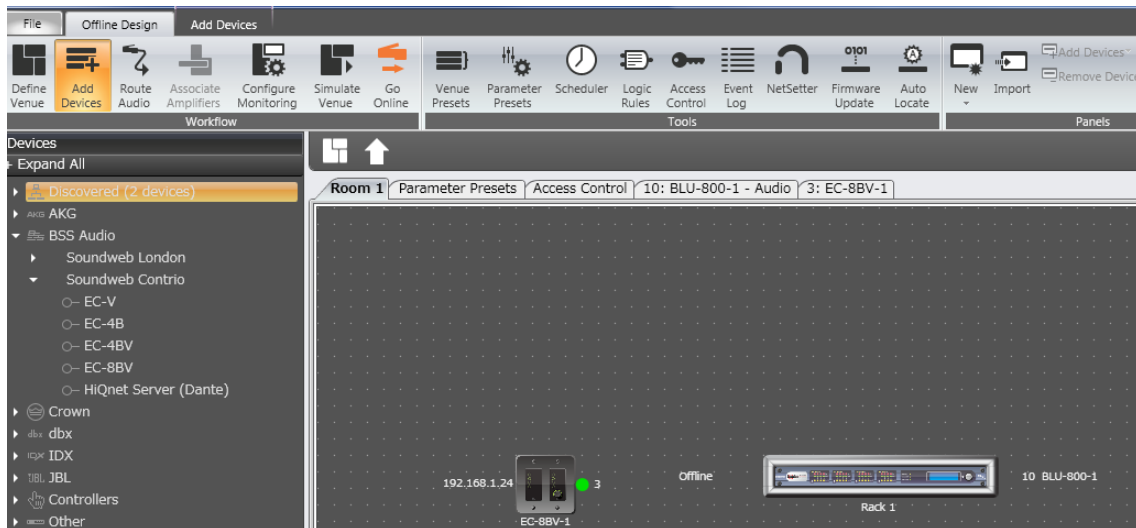 File Offline Design Add Devices
Define Venue
Add Devices
Route Audio
Associate Amplifiers
Configure Monitoring
Simulate Venue
Go Online
Workflow
Venue Presets
Parameter Presets
Scheduler
Logic Rules
Access Control
Event Log
NetSetter
0101
Firmware Update
A
Auto Locate
Tools
New
Import
Add Devices
Remove Device
Panels
Devices
+ Expand All
Discovered (2 devices)
AKG AKG
BSS Audio
Soundweb London
Soundweb Contrio
EC-V
EC-4B
EC-4BV
EC-8BV
HiQnet Server (Dante)
Crown
dbx dbx
IDX IDX
JBL JBL
Controllers
Other
Room 1 Parameter Presets Access Control 10: BLU-800-1 - Audio 3: EC-8BV-1
192.168.1.24
3
EC-8BV-1
Offline
10 BLU-800-1
Rack 1